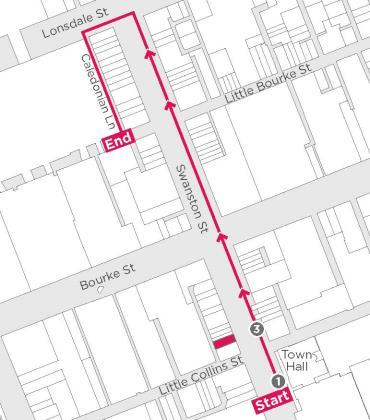 Lonsdale St
Caledonian Ln
Little Bourke St
End
Swanston St
Bourke St
3
Town
Hall
Little Collins St
1
Start